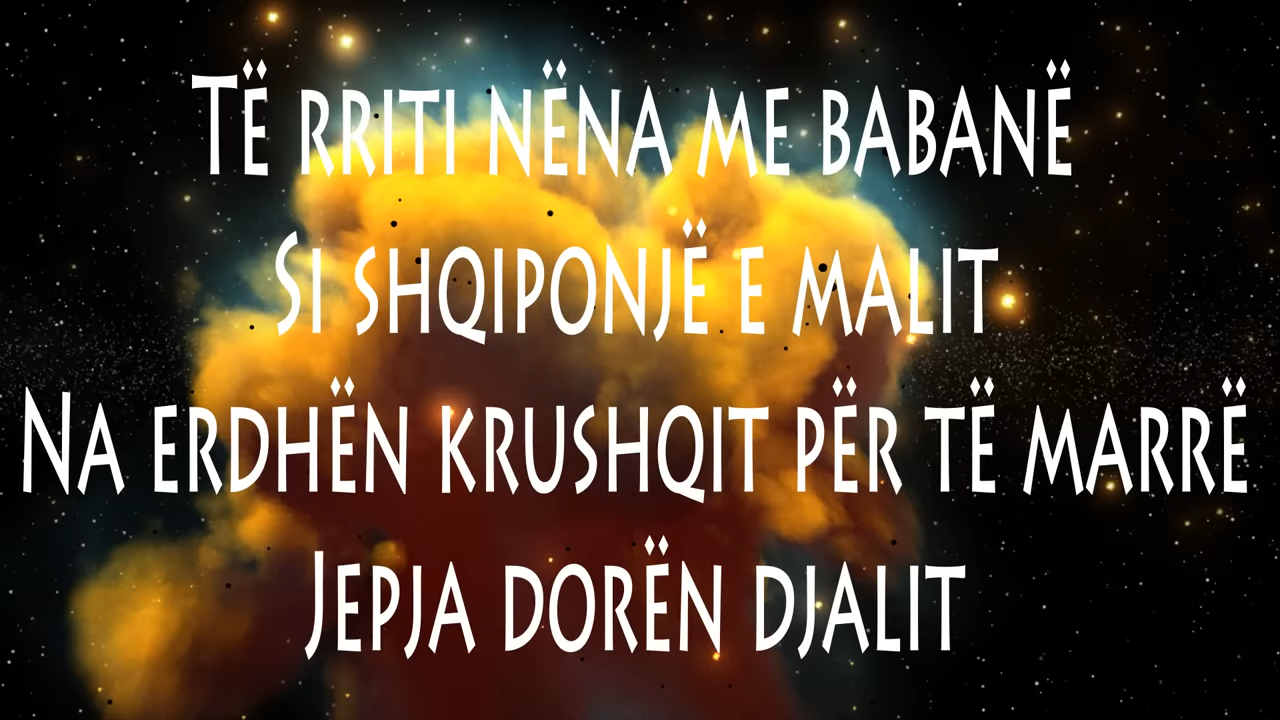 Të rriti nëna me babanë
Si shqiponjë e malit
Na erdhën krushqit për të marrë
Jepja dorën djalit